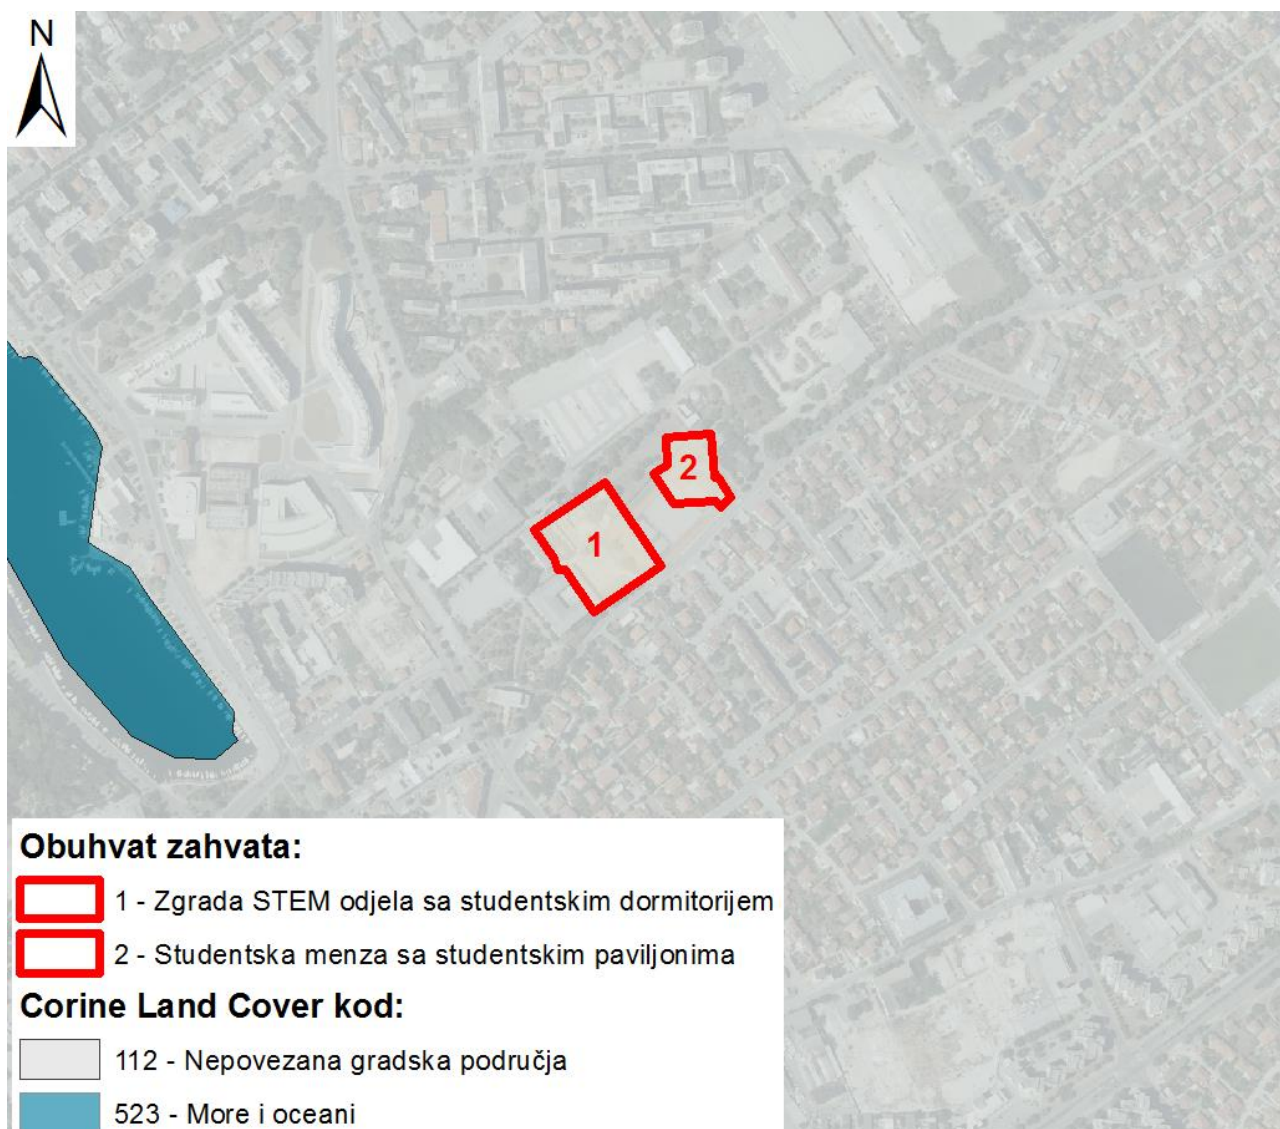 N
2
1
Obuhvat zahvata:
1 - Zgrada STEM odjela sa studentskim dormitorijem
2 - Studentska menza sa studentskim paviljonima
Corine Land Cover kod:
112 - Nepovezana gradska područja
523 - More i oceani